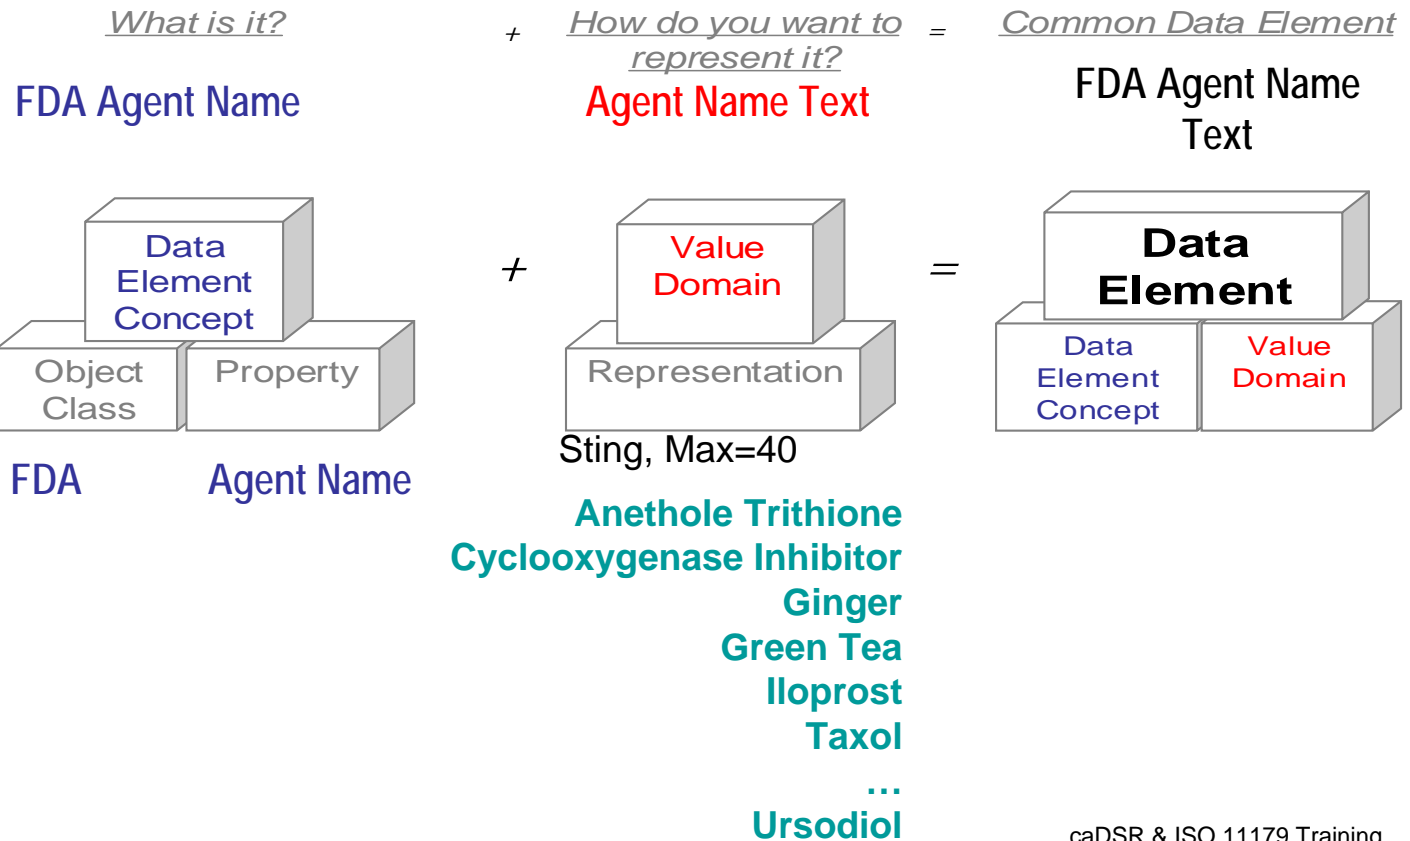 What is it?
+
How do you want to
represent it?
=
Common Data Element
FDA Agent Name
Agent Name Text
FDA Agent Name
Text
Data
Element
Concept
Object
Class
Property
FDA
Agent Name
+
Value
Domain
Representation
Sting, Max=40
Anethole Trithione
Cyclooxygenase Inhibitor
Ginger
Green Tea
Iloprost
Taxol
…
Ursodiol
=
Data
Element
Data
Element
Concept
Value
Domain
caDSR & ISO 11179 Training